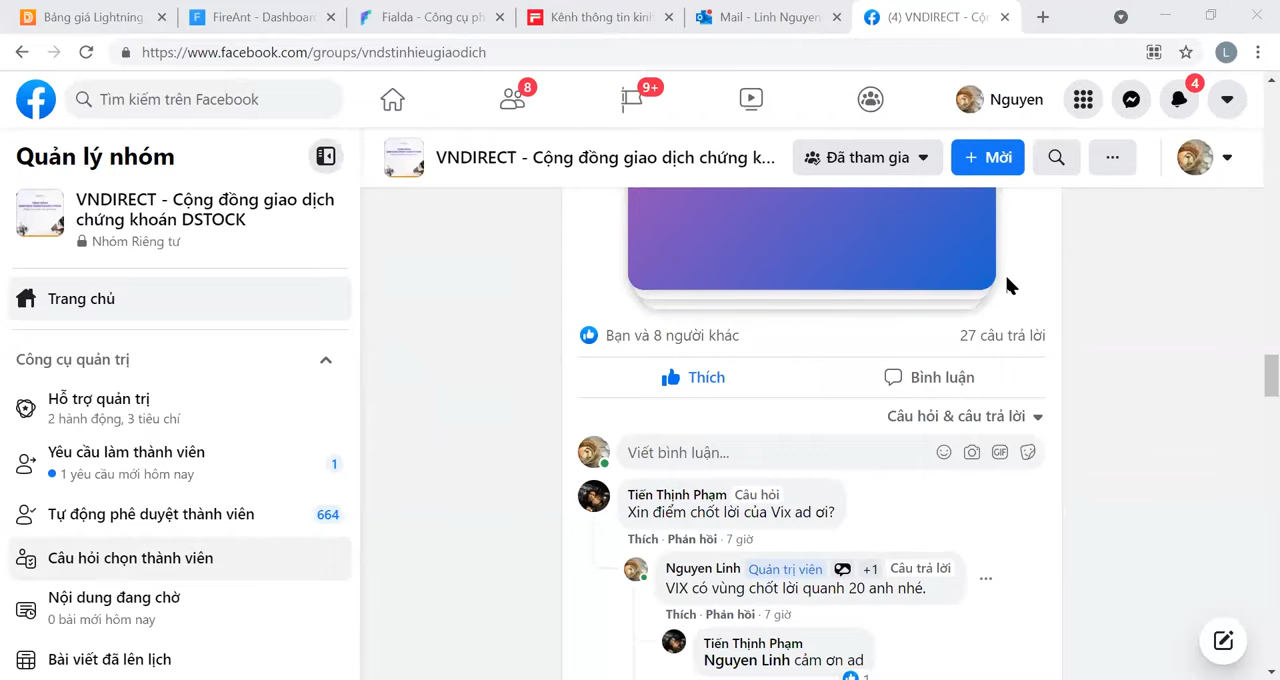 Bảng giá Lightning
FireAnt - Dashboar
Fialda - Công cụ ph
Kênh thông tin kinh
Mail - Linh Nguyen
(4) VNDIRECT - Cộn
https://www.facebook.com/groups/vndstinhieugiaodich
L
Tìm kiếm trên Facebook
8
9+
Nguyen
4
Quản lý nhóm
VNDIRECT - Cộng đồng giao dịch chứng k...
Đã tham gia
+ Mời
VNDIRECT - Cộng đồng giao dịch
chứng khoán DSTOCK
Nhóm Riêng tư
Trang chủ
Công cụ quản trị
Hỗ trợ quản trị
2 hành động, 3 tiêu chí
Yêu cầu làm thành viên
1
1 yêu cầu mới hôm nay
Tự động phê duyệt thành viên
664
Câu hỏi chọn thành viên
Nội dung đang chờ
0 bài mới hôm nay
Bài viết đã lên lịch
Bạn và 8 người khác
27 câu trả lời
Thích
Bình luận
Câu hỏi & câu trả lời
Viết bình luận...
GIF
Tiến Thịnh Phạm Câu hỏi
Xin điểm chốt lời của Vix ad ơi?
Thích · Phản hồi · 7 giờ
Nguyen Linh Quản trị viên +1 Câu trả lời
VIX có vùng chốt lời quanh 20 anh nhé.
Thích · Phản hồi · 7 giờ
Tiến Thịnh Phạm
Nguyen Linh cảm ơn ad
1